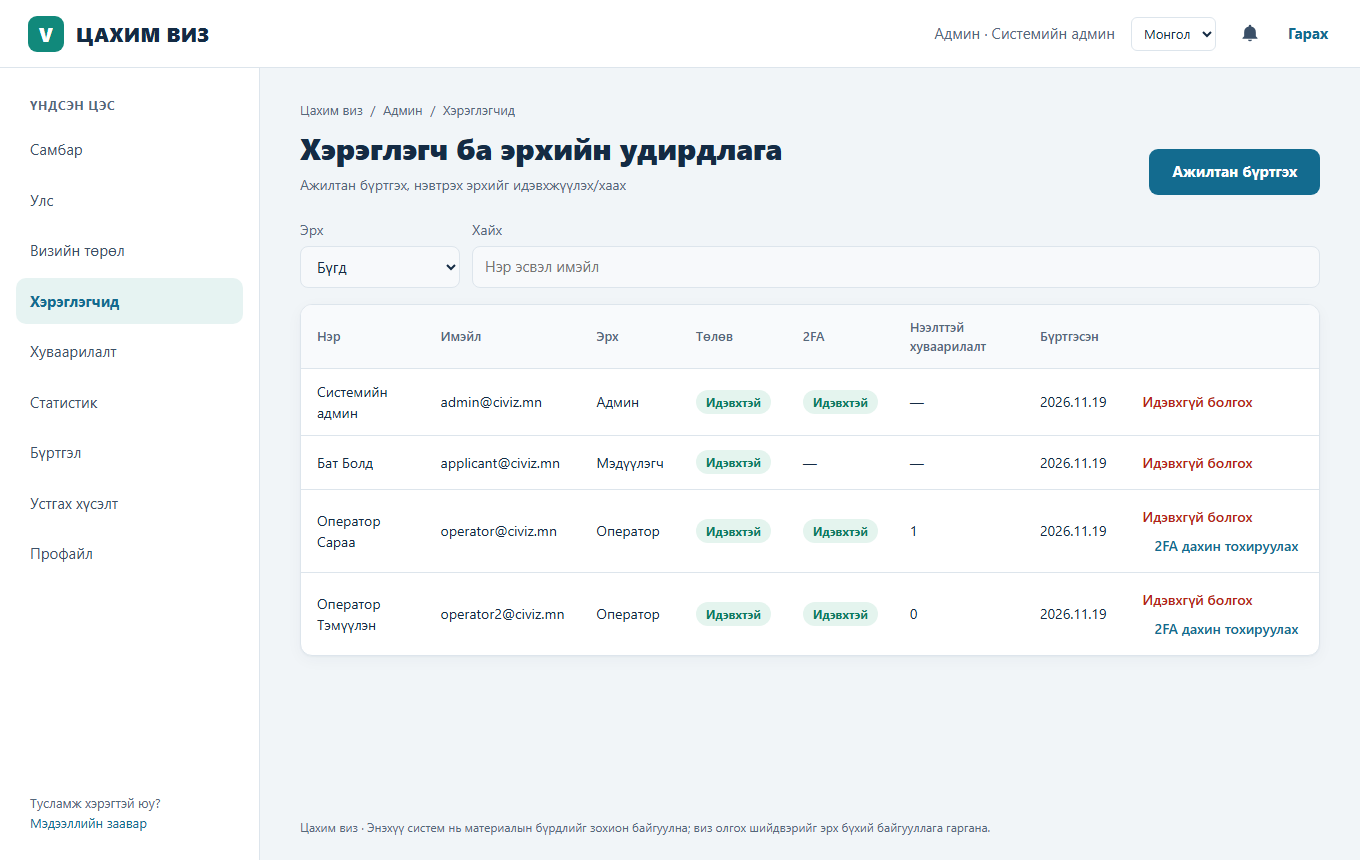 V ЦАХИМ ВИЗ
Админ · Системийн админ Монгол Гарах
ҮНДСЭН ЦЭС
Самбар
Улс
Визийн төрөл
Хэрэглэгчид
Хуваарилалт
Статистик
Бүртгэл
Устгах хүсэлт
Профайл
Тусламж хэрэгтэй юу?
Мэдээллийн заавар
Цахим виз / Админ / Хэрэглэгчид
Хэрэглэгч ба эрхийн удирдлага
Ажилтан бүртгэх, нэвтрэх эрхийг идэвхжүүлэх/хаах
Ажилтан бүртгэх
Эрх Хайх
Бүгд Нэр эсвэл имэйл
Нэр Имэйл Эрх Төлөв 2FA Нээлттэй хуваарилалт Бүртгэсэн
Системийн админ admin@civiz.mn Админ Идэвхтэй Идэвхтэй — 2026.11.19 Идэвхгүй болгох
Бат Болд applicant@civiz.mn Мэдүүлэгч Идэвхтэй — — 2026.11.19 Идэвхгүй болгох
Оператор Сараа operator@civiz.mn Оператор Идэвхтэй Идэвхтэй 1 2026.11.19 Идэвхгүй болгох
2FA дахин тохируулах
Оператор Тэмүүлэн operator2@civiz.mn Оператор Идэвхтэй Идэвхтэй 0 2026.11.19 Идэвхгүй болгох
2FA дахин тохируулах
Цахим виз · Энэхүү систем нь материалын бүрдлийг зохион байгуулна; виз олгох шийдвэрийг эрх бүхий байгууллага гаргана.